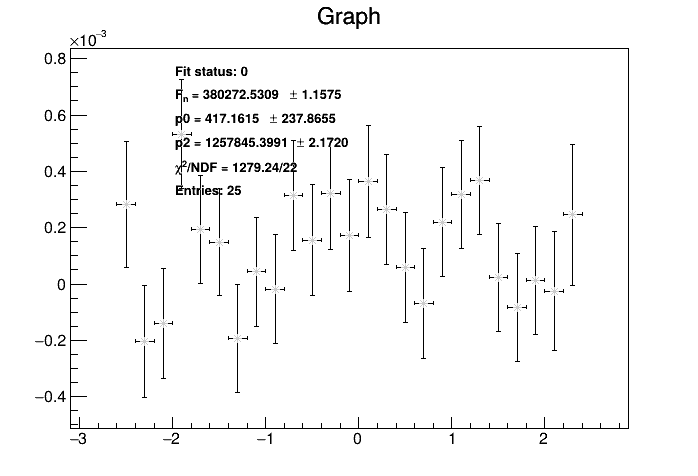 Graph
×10⁻³
Fit status: 0
Fn = 380272.5309 ± 1.1575
p0 = 417.1615 ± 237.8655
p2 = 1257845.3991 ± 2.1720
χ²/NDF = 1279.24/22
Entries: 25
0.8
0.6
0.4
0.2
0
−0.2
−0.4
−3 −2 −1 0 1 2